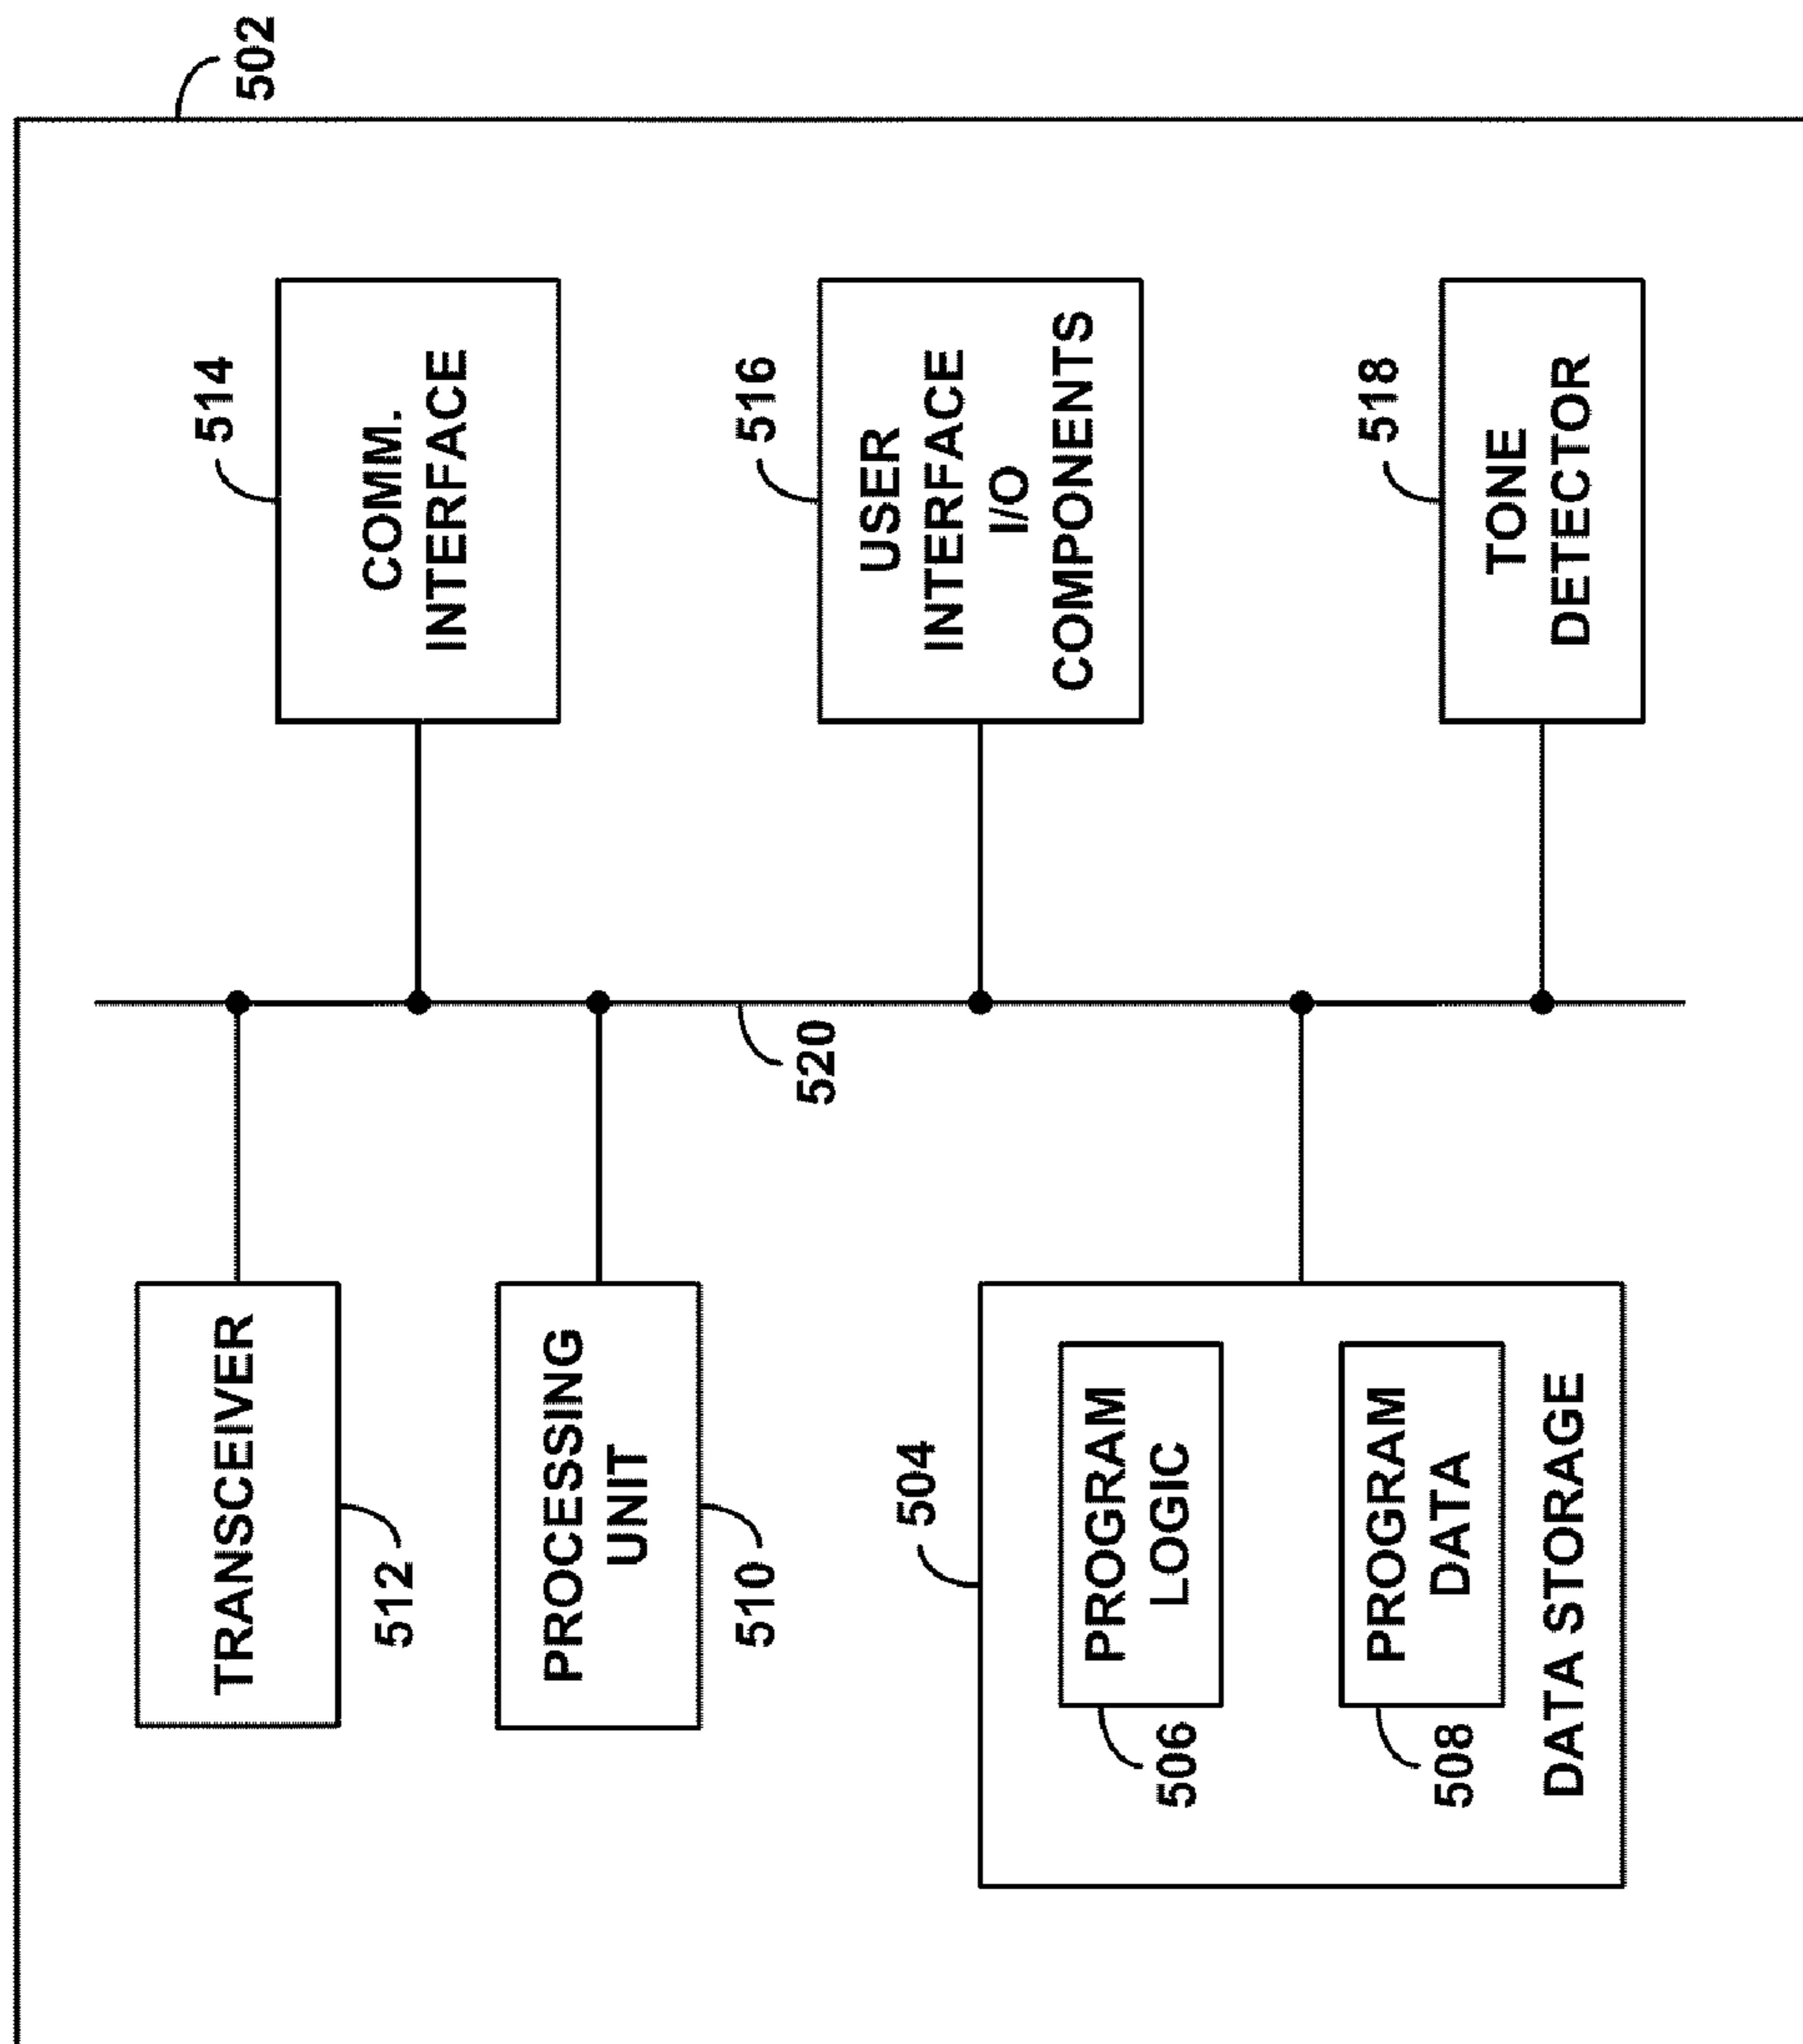 502
TRANSCEIVER
512
PROCESSING
UNIT
510
504
PROGRAM
LOGIC
506
PROGRAM
DATA
508
DATA STORAGE
520
514
COMM.
INTERFACE
516
USER
INTERFACE
I/O
COMPONENTS
518
TONE
DETECTOR